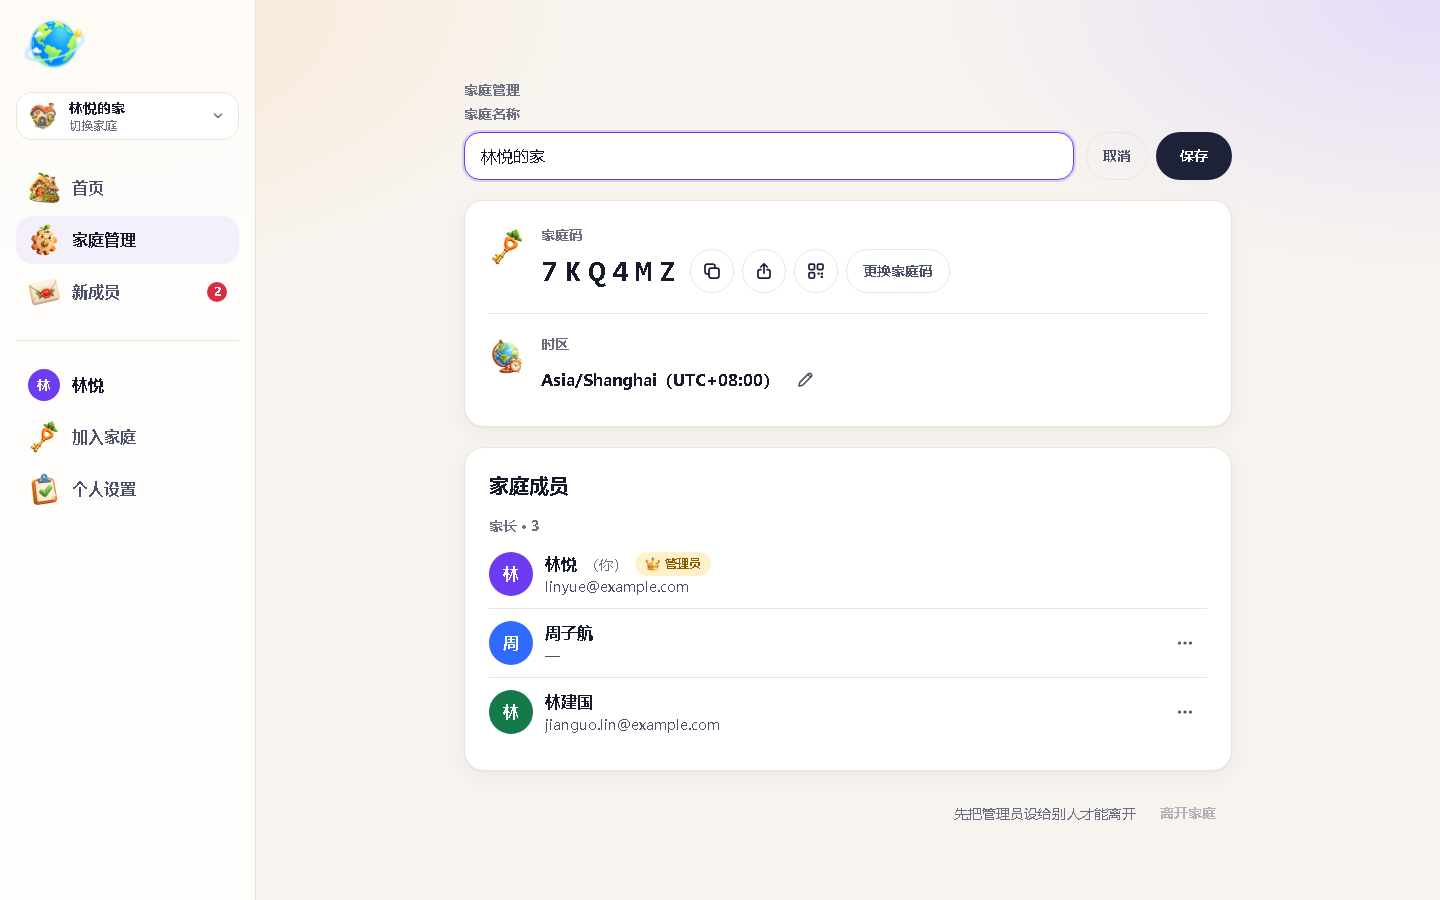 林悦的家
切换家庭
首页
家庭管理
新成员
2
林
林悦
加入家庭
个人设置
家庭管理
家庭名称
林悦的家
取消
保存
家庭码
7KQ4MZ
更换家庭码
时区
Asia/Shanghai (UTC+08:00)
家庭成员
家长 • 3
林
林悦 （你） 管理员
linyue@example.com
周
周子航
—
林
林建国
jianguo.lin@example.com
先把管理员设给别人才能离开
离开家庭